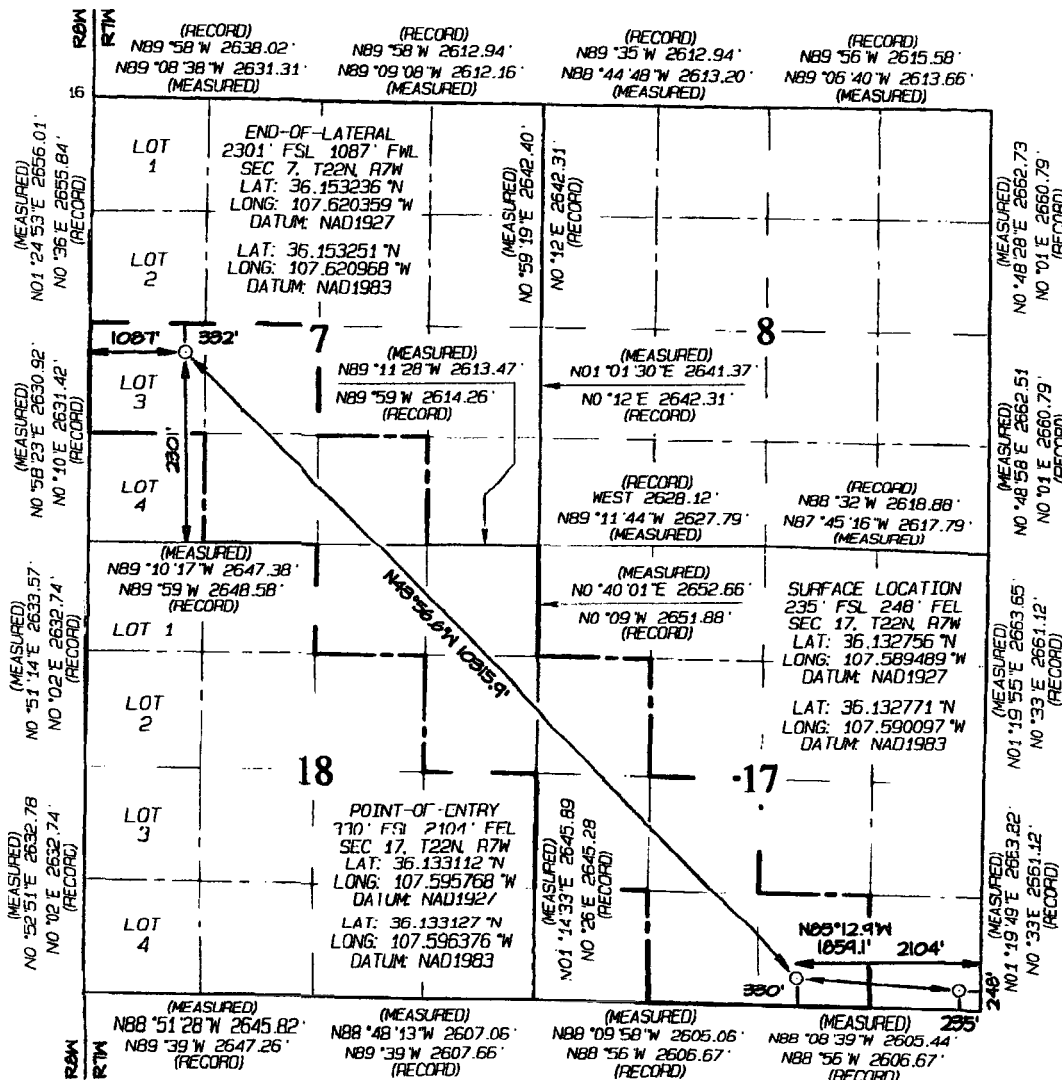 R8W
R7W
(RECORD)
N89°58'W 2638.02'
N89°08'38"W 2631.31'
(MEASURED)
(RECORD)
N89°58'W 2612.94'
N89°09'08"W 2612.16'
(MEASURED)
(RECORD)
N89°35'W 2612.94'
N88°44'48"W 2613.20'
(MEASURED)
(RECORD)
N89°56'W 2615.58'
N89°06'40"W 2613.66'
(MEASURED)
16
(MEASURED)
N01°24'53"E 2656.01'
N0°36'E 2655.84'
(RECORD)
LOT
1
END-OF-LATERAL
2301' FSL 1087' FWL
SEC 7, T22N, R7W
LAT: 36.153236°N
LONG: 107.620359°W
DATUM: NAD1927
LAT: 36.153251°N
LONG: 107.620968°W
DATUM: NAD1983
LOT
2
(MEASURED)
N0°59'19"E 2642.40'
N0°12'E 2642.31'
(RECORD)
(MEASURED)
N0°48'28"E 2662.73
N0°01'E 2660.79'
(RECORD)
1087'
332'
7
8
(MEASURED)
N0°58'23"E 2630.92'
N0°10'E 2631.42'
(RECORD)
LOT
3
2301'
LOT
4
(MEASURED)
N89°11'28"W 2613.47'
N89°59'W 2614.26'
(RECORD)
(MEASURED)
N01°01'30"E 2641.37'
N0°12'E 2642.31'
(RECORD)
(MEASURED)
N0°48'58"E 2662.51
N0°01'E 2660.79'
(RECORD)
(RECORD)
WEST 2628.12'
N89°11'44"W 2627.79'
(MEASURED)
(RECORD)
N88°32'W 2618.88'
N87°45'16"W 2617.79'
(MEASURED)
(MEASURED)
N89°10'17"W 2647.38'
N89°59'W 2648.58'
(RECORD)
(MEASURED)
N0°51'14"E 2633.57'
N0°02'E 2632.74'
(RECORD)
LOT 1
LOT
2
N43°56.6'W 10315.9'
(MEASURED)
N0°40'01"E 2652.66'
N0°09'W 2651.88'
(RECORD)
SURFACE LOCATION
235' FSL 248' FEL
SEC 17, T22N, R7W
LAT: 36.132756°N
LONG: 107.589489°W
DATUM: NAD1927
LAT: 36.132771°N
LONG: 107.590097°W
DATUM: NAD1983
(MEASURED)
N01°19'55"E 2663.65'
N0°33'E 2661.12'
(RECORD)
18
17
(MEASURED)
N0°52'51"E 2632.78
N0°02'E 2632.74'
(RECORD)
LOT
3
LOT
4
POINT-OF-ENTRY
330' FSL 2104' FEL
SEC 17, T22N, R7W
LAT: 36.133112°N
LONG: 107.595768°W
DATUM: NAD1927
LAT: 36.133127°N
LONG: 107.596376°W
DATUM: NAD1983
(MEASURED)
N01°14'33"E 2645.89
N0°26'E 2645.28
(RECORD)
N85°12.9'W
1859.1'
2104'
330'
248'
235'
(MEASURED)
N01°19'49"E 2663.22'
N0°33'E 2661.12'
(RECORD)
R8W
R7W
(MEASURED)
N88°51'28"W 2645.82'
N89°39'W 2647.26'
(RECORD)
(MEASURED)
N88°48'13"W 2607.06'
N89°39'W 2607.66'
(RECORD)
(MEASURED)
N88°09'58"W 2605.06'
N88°56'W 2606.67'
(RECORD)
(MEASURED)
N88°08'39"W 2605.44'
N88°56'W 2606.67'
(RECORD)